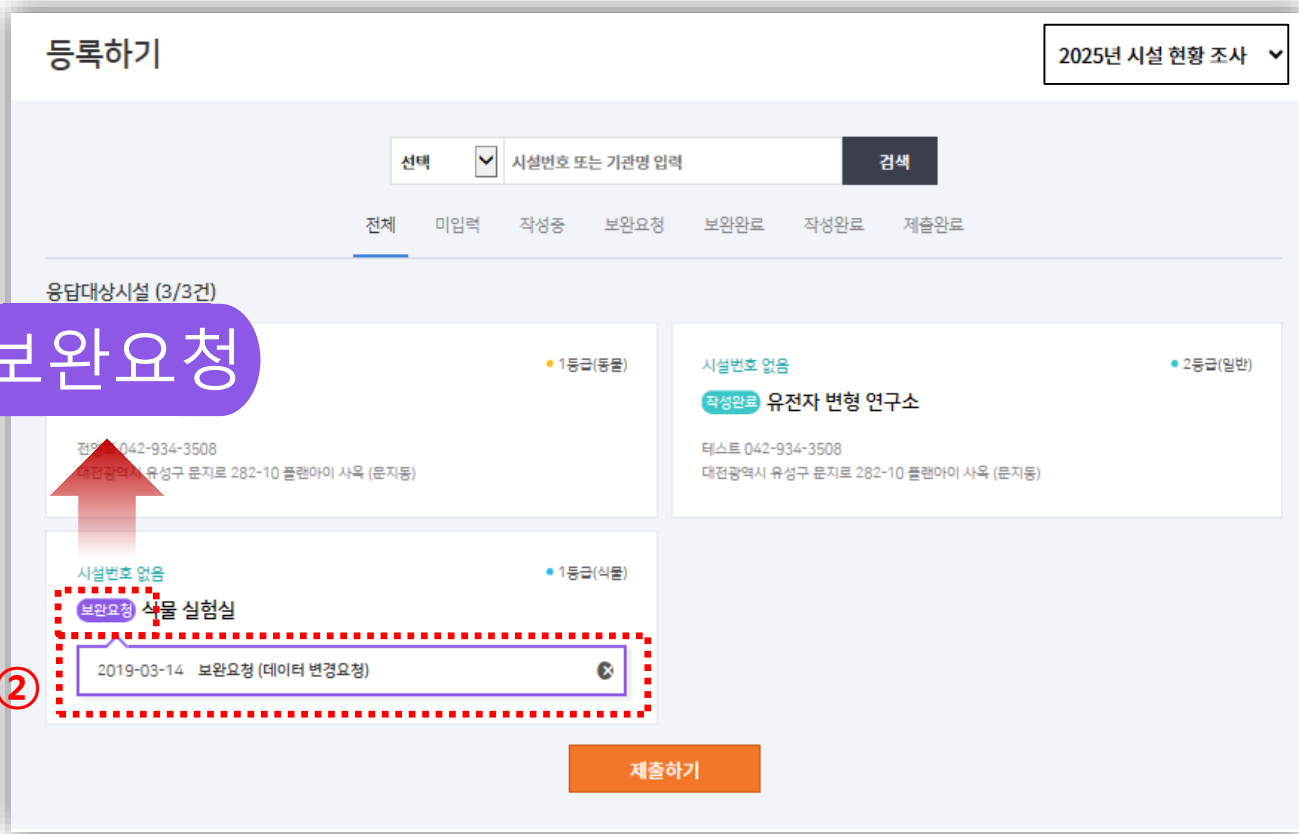 등록하기
2025년 시설 현황 조사
선택 시설번호 또는 기관명 입력 검색
전체 미입력 작성중 보완요청 보완완료 작성완료 제출완료
응답대상시설 (3/3건)
보완요청
1등급(동물)
042-934-3508
대전광역시 유성구 문지로 282-10 플랜아이 사옥 (문지동)
시설번호 없음 2등급(일반)
작성완료 유전자 변형 연구소
테스트 042-934-3508
대전광역시 유성구 문지로 282-10 플랜아이 사옥 (문지동)
시설번호 없음 1등급(식물)
보완요청 식물 실험실
② 2019-03-14 보완요청 (데이터 변경요청)
제출하기